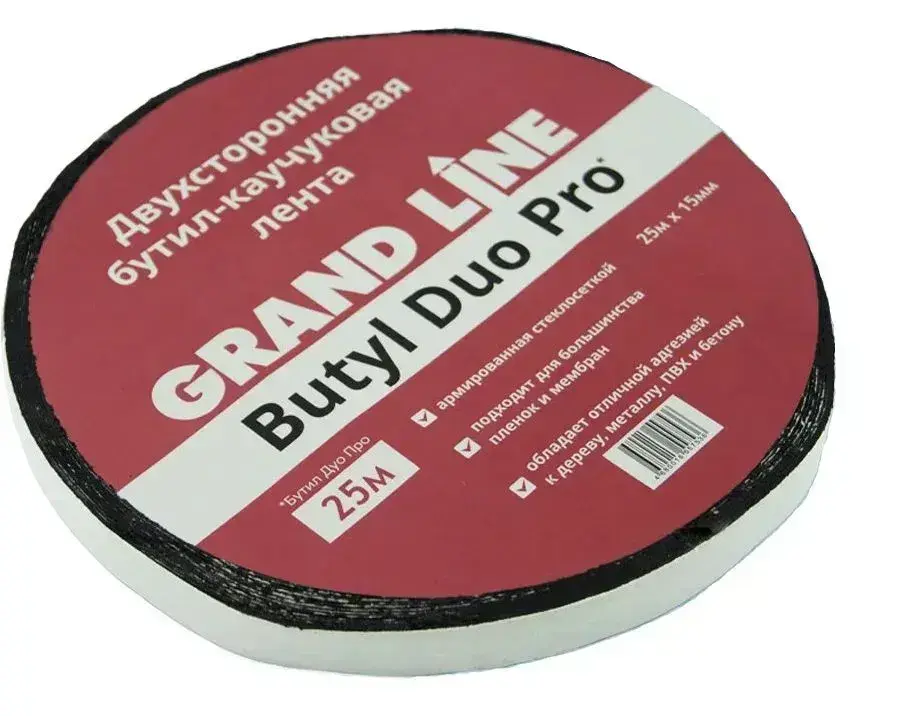 Двухсторонняя
бутил-каучуковая
лента
GRAND LINE
Butyl Duo Pro*
25м х 15мм
армированная стеклосеткой
подходит для большинства
пленок и мембран
обладает отличной адгезией
к дереву, металлу, ПВХ и бетону
*Бутил Дуо Про
25м